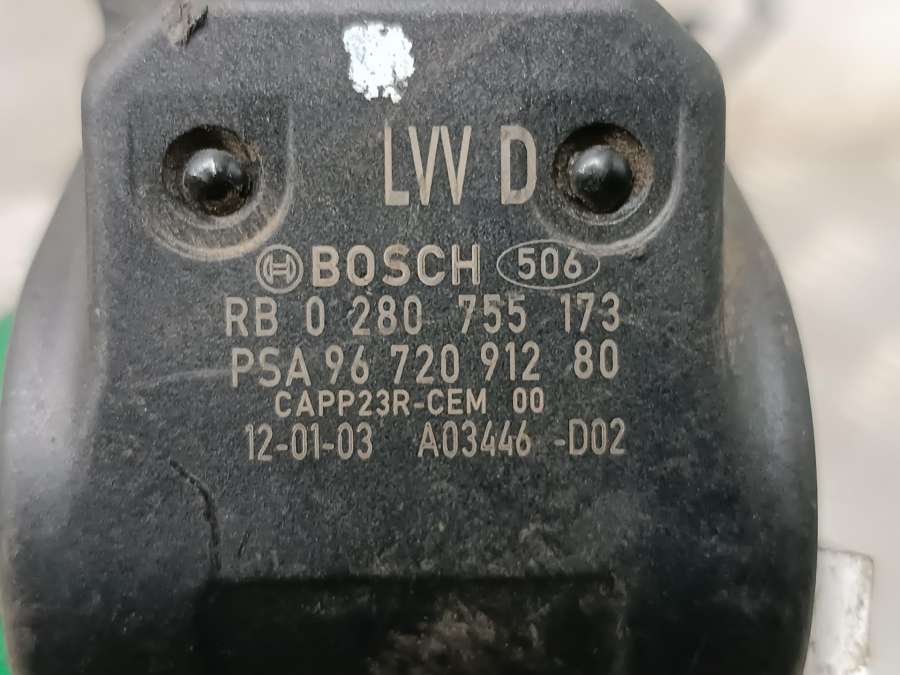 LVV D
BOSCH 506
RB 0 280 755 173
PSA 96 720 912 80
CAPP23R-CEM 00
12-01-03 A03446 -D02